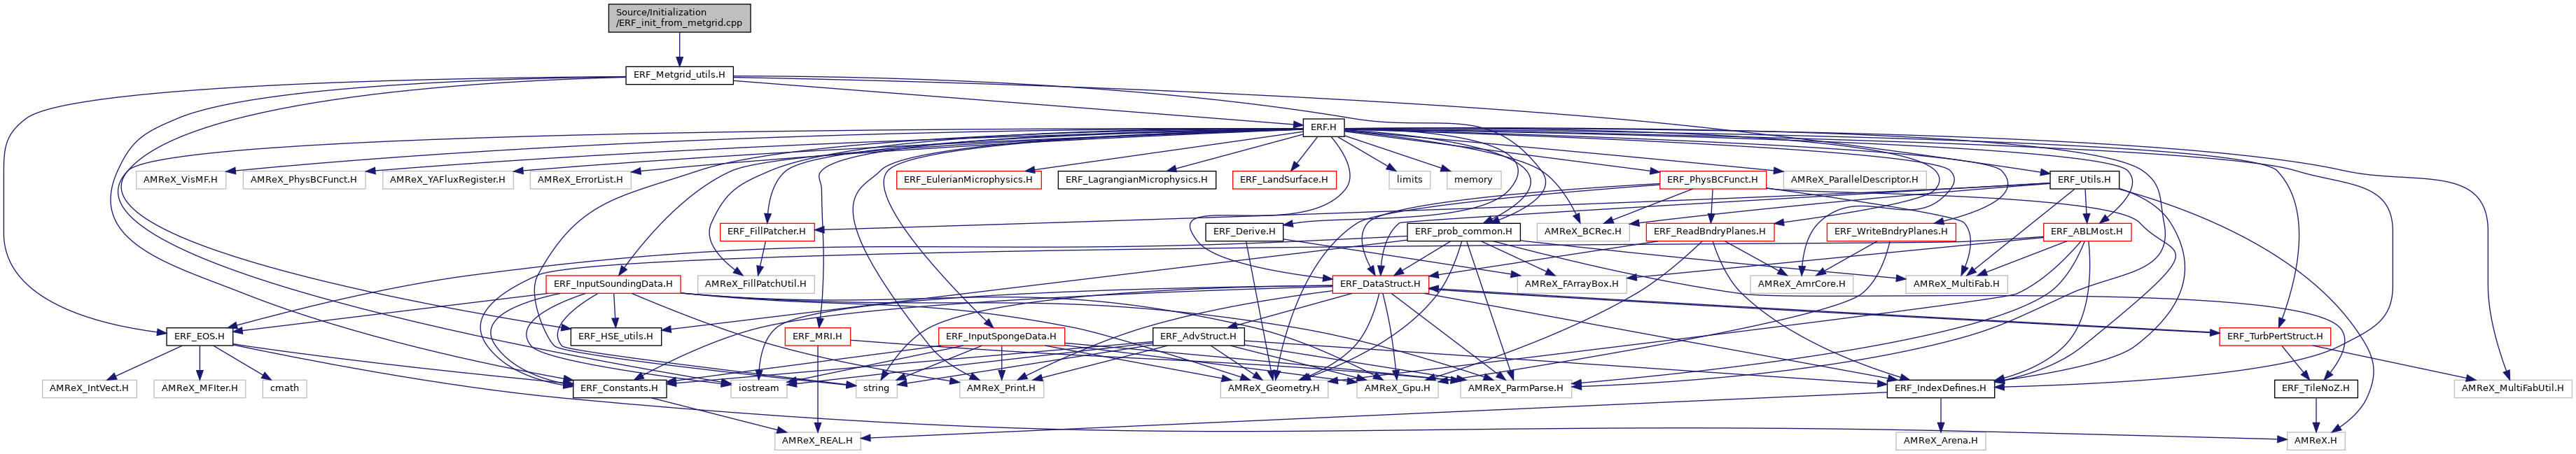 Source/Initialization
/ERF_init_from_metgrid.cpp
ERF_Metgrid_utils.H
ERF.H
AMReX_VisMF.H
AMReX_PhysBCFunct.H
AMReX_YAFluxRegister.H
AMReX_ErrorList.H
ERF_EulerianMicrophysics.H
ERF_LagrangianMicrophysics.H
ERF_LandSurface.H
limits
memory
ERF_PhysBCFunct.H
AMReX_ParallelDescriptor.H
ERF_Utils.H
ERF_FillPatcher.H
ERF_Derive.H
ERF_prob_common.H
AMReX_BCRec.H
ERF_ReadBndryPlanes.H
ERF_WriteBndryPlanes.H
ERF_ABLMost.H
ERF_InputSoundingData.H
AMReX_FillPatchUtil.H
ERF_DataStruct.H
AMReX_FArrayBox.H
AMReX_AmrCore.H
AMReX_MultiFab.H
ERF_EOS.H
ERF_HSE_utils.H
ERF_MRI.H
ERF_InputSpongeData.H
ERF_AdvStruct.H
ERF_TurbPertStruct.H
AMReX_IntVect.H
AMReX_MFIter.H
cmath
ERF_Constants.H
iostream
string
AMReX_Print.H
AMReX_Geometry.H
AMReX_Gpu.H
AMReX_ParmParse.H
ERF_IndexDefines.H
ERF_TileNoZ.H
AMReX_MultiFabUtil.H
AMReX_REAL.H
AMReX_Arena.H
AMReX.H